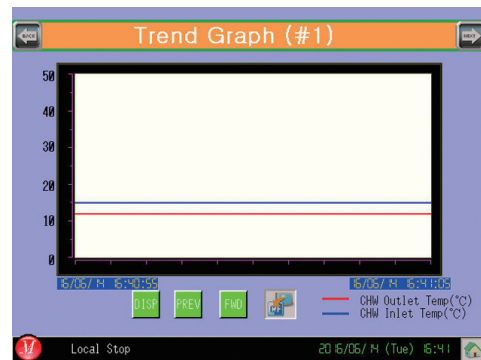 BACK
Trend Graph (#1)
NEXT
50
40
30
20
10
0
16/06/14 16:40:55
16/06/14 16:41:03
DISP
PREV
FWD
CHW Outlet Temp(°C)
CHW Inlet Temp(°C)
M
Local Stop
2016/06/14 (Tue) 16:41